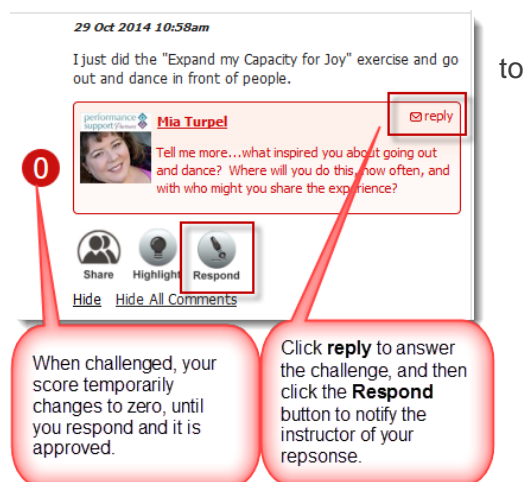 29 Oct 2014 10:58am
I just did the "Expand my Capacity for Joy" exercise and go
to
out and dance in front of people.
performance
supportPartners
Mia Turpel
reply
Tell me more...what inspired you about going out
and dance? Where will you do this, how often, and
with who might you share the experience?
0
Share Highlight Respond
Hide Hide All Comments
When challenged, your
score temporarily
changes to zero, until
you respond and it is
approved.
Click reply to answer
the challenge, and then
click the Respond
button to notify the
instructor of your
repsonse.